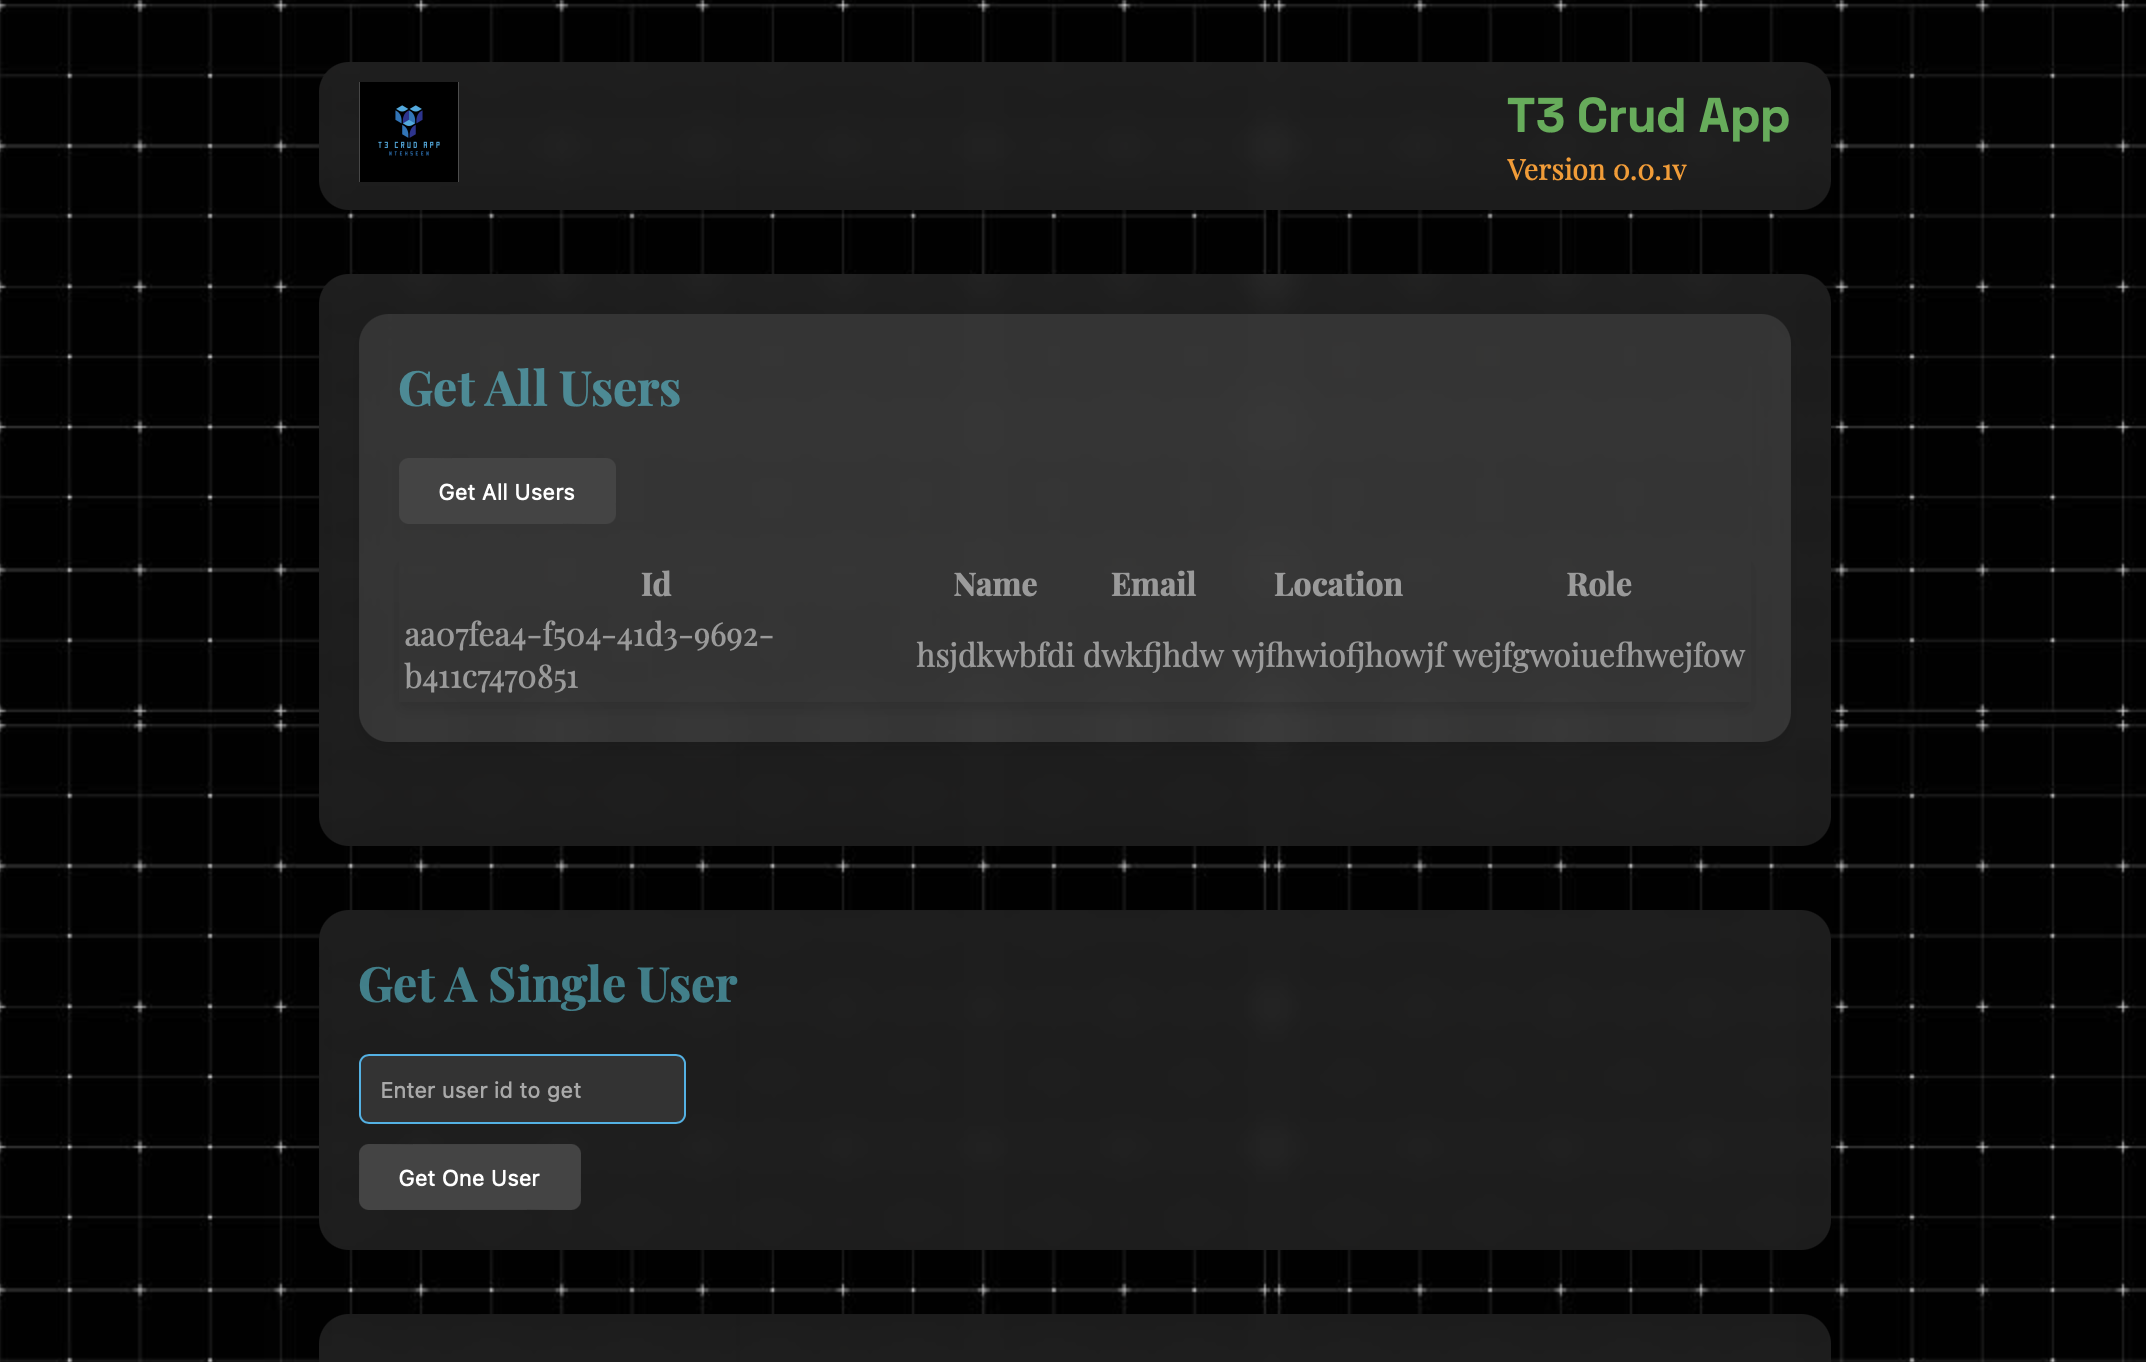 T3 CRUD APP
T3 Crud App
Version 0.0.1v
Get All Users
Get All Users
Id Name Email Location Role
aa07fea4-f504-41d3-9692-
b411c7470851 hsjdkwbfdi dwkfjhdw wjfhwiofjhowjf wejfgwoiuefhwejfow
Get A Single User
Enter user id to get
Get One User